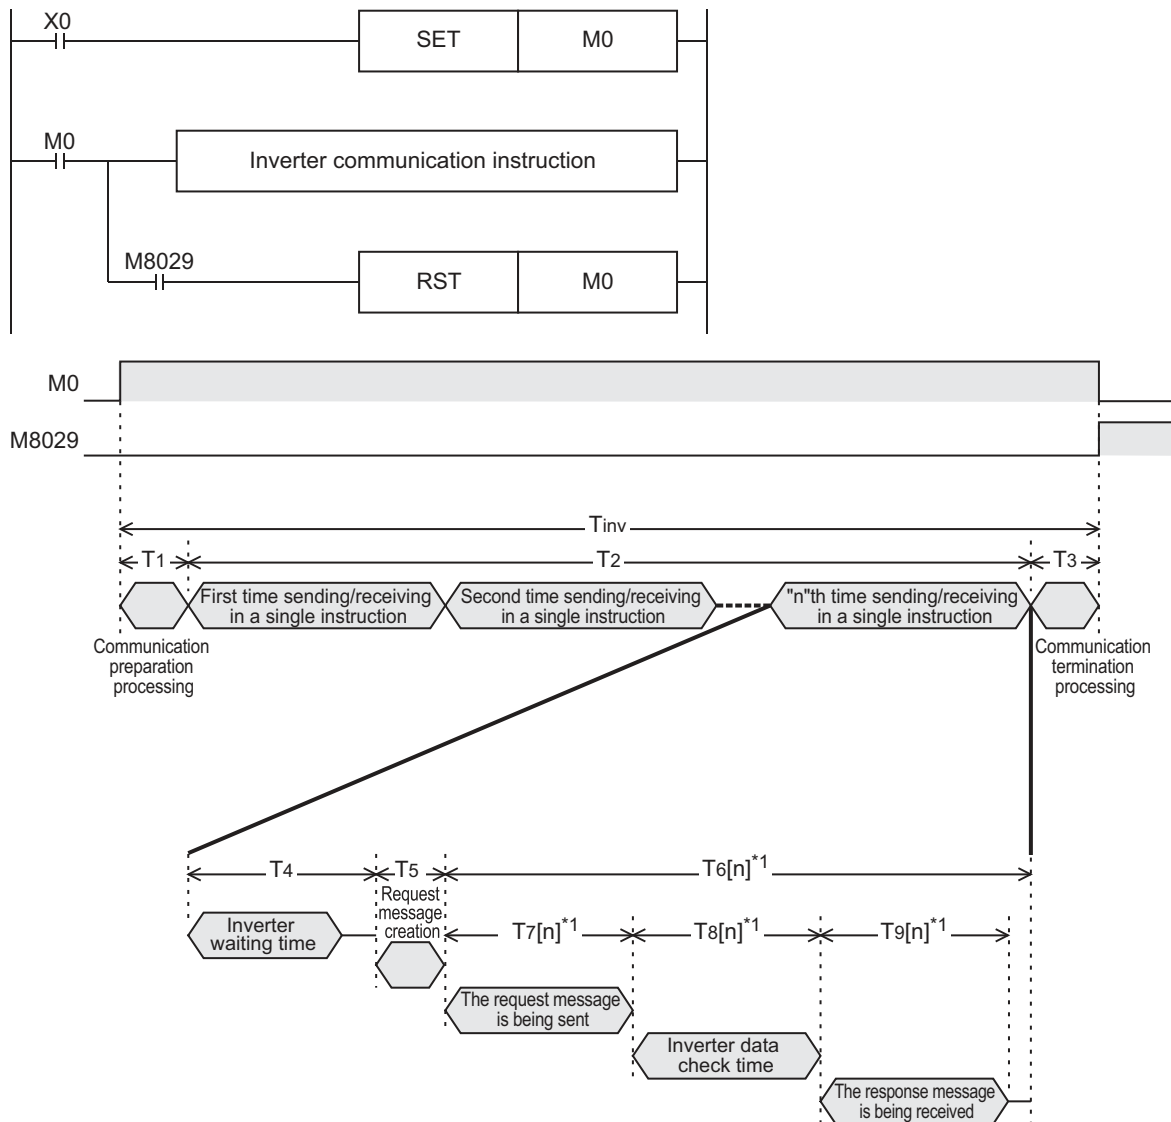 X0
SET M0
M0
Inverter communication instruction
M8029
RST M0
M0
M8029
Tinv
T1 T2 T3
First time sending/receiving
in a single instruction
Second time sending/receiving
in a single instruction
"n"th time sending/receiving
in a single instruction
Communication
preparation
processing
Communication
termination
processing
T4 T5 T6[n]*1
Request
message
creation
Inverter
waiting time
T7[n]*1 T8[n]*1 T9[n]*1
The request message
is being sent
Inverter data
check time
The response message
is being received